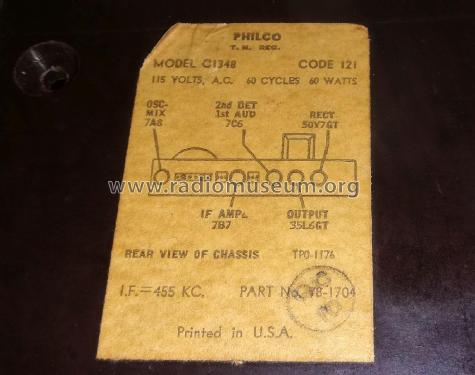 PHILCO
T. M. REG.
MODEL C1348 CODE 121
115 VOLTS, A.C. 60 CYCLES 60 WATTS
OSC-
MIX
7A8
2nd DET
1st AUD
7C6
RECT
50Y7GT
www.radiomuseum.org
IF AMPL
7B7
OUTPUT
35L6GT
REAR VIEW OF CHASSIS TPO-1176
I.F.=455 KC. PART No. 78-1704
Printed in U.S.A.